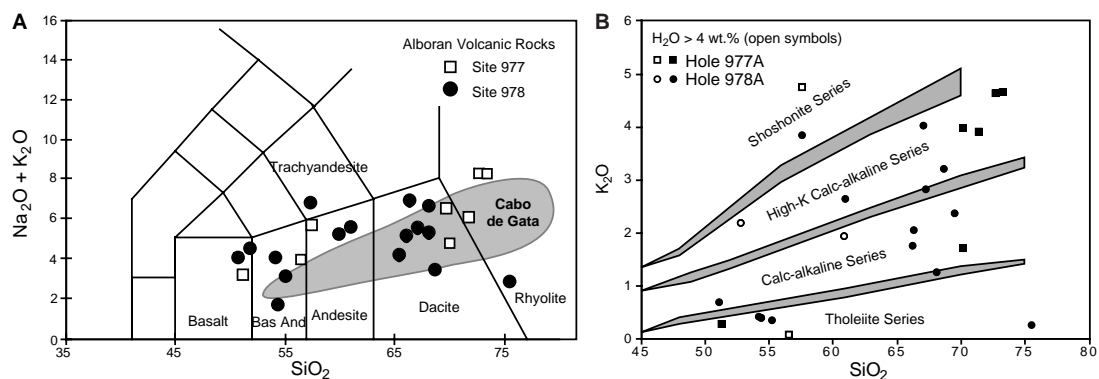 A
Na₂O + K₂O
16
14
12
10
8
6
4
2
0
Alboran Volcanic Rocks
Site 977
Site 978
Trachyandesite
Cabo
de Gata
Basalt
Bas And
Andesite
Dacite
Rhyolite
35
45
55
65
75
SiO₂
B
K₂O
6
5
4
3
2
1
0
H₂O > 4 wt.% (open symbols)
Hole 977A
Hole 978A
Shoshonite Series
High-K Calc-alkaline Series
Calc-alkaline Series
Tholeiite Series
45
50
55
60
65
70
75
80
SiO₂